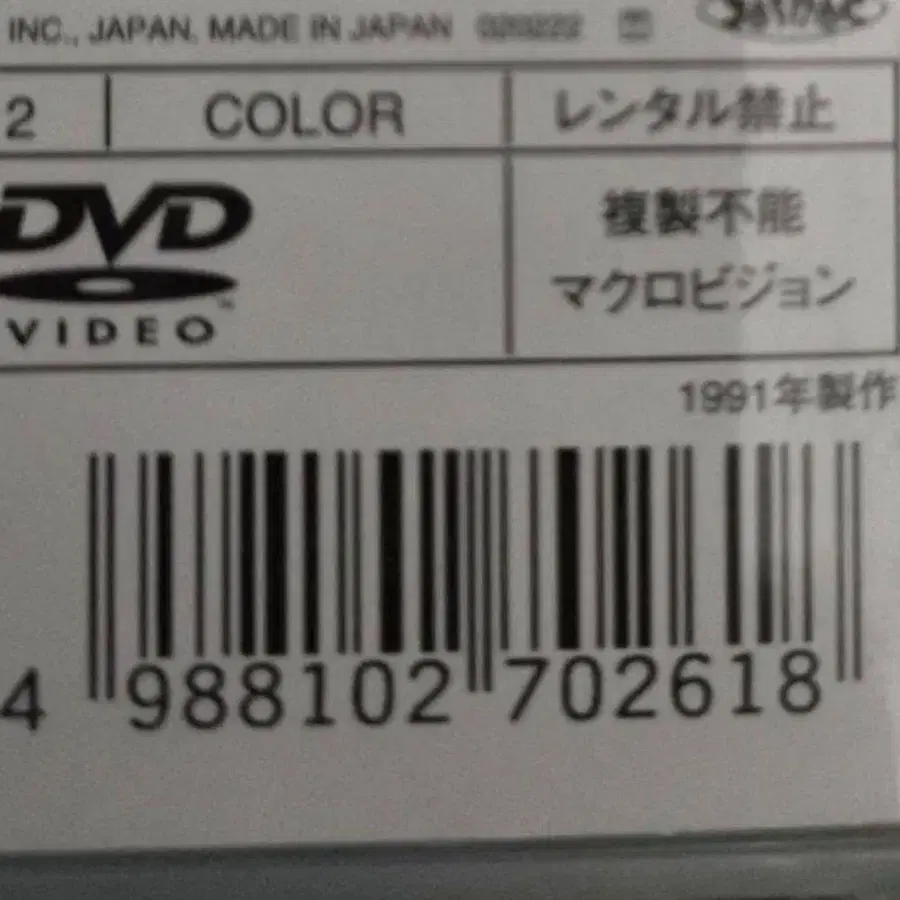 INC., JAPAN. MADE IN JAPAN
2 COLOR レンタル禁止
DVD
VIDEO
複製不能
マクロビジョン
1991年製作
4 988102 702618